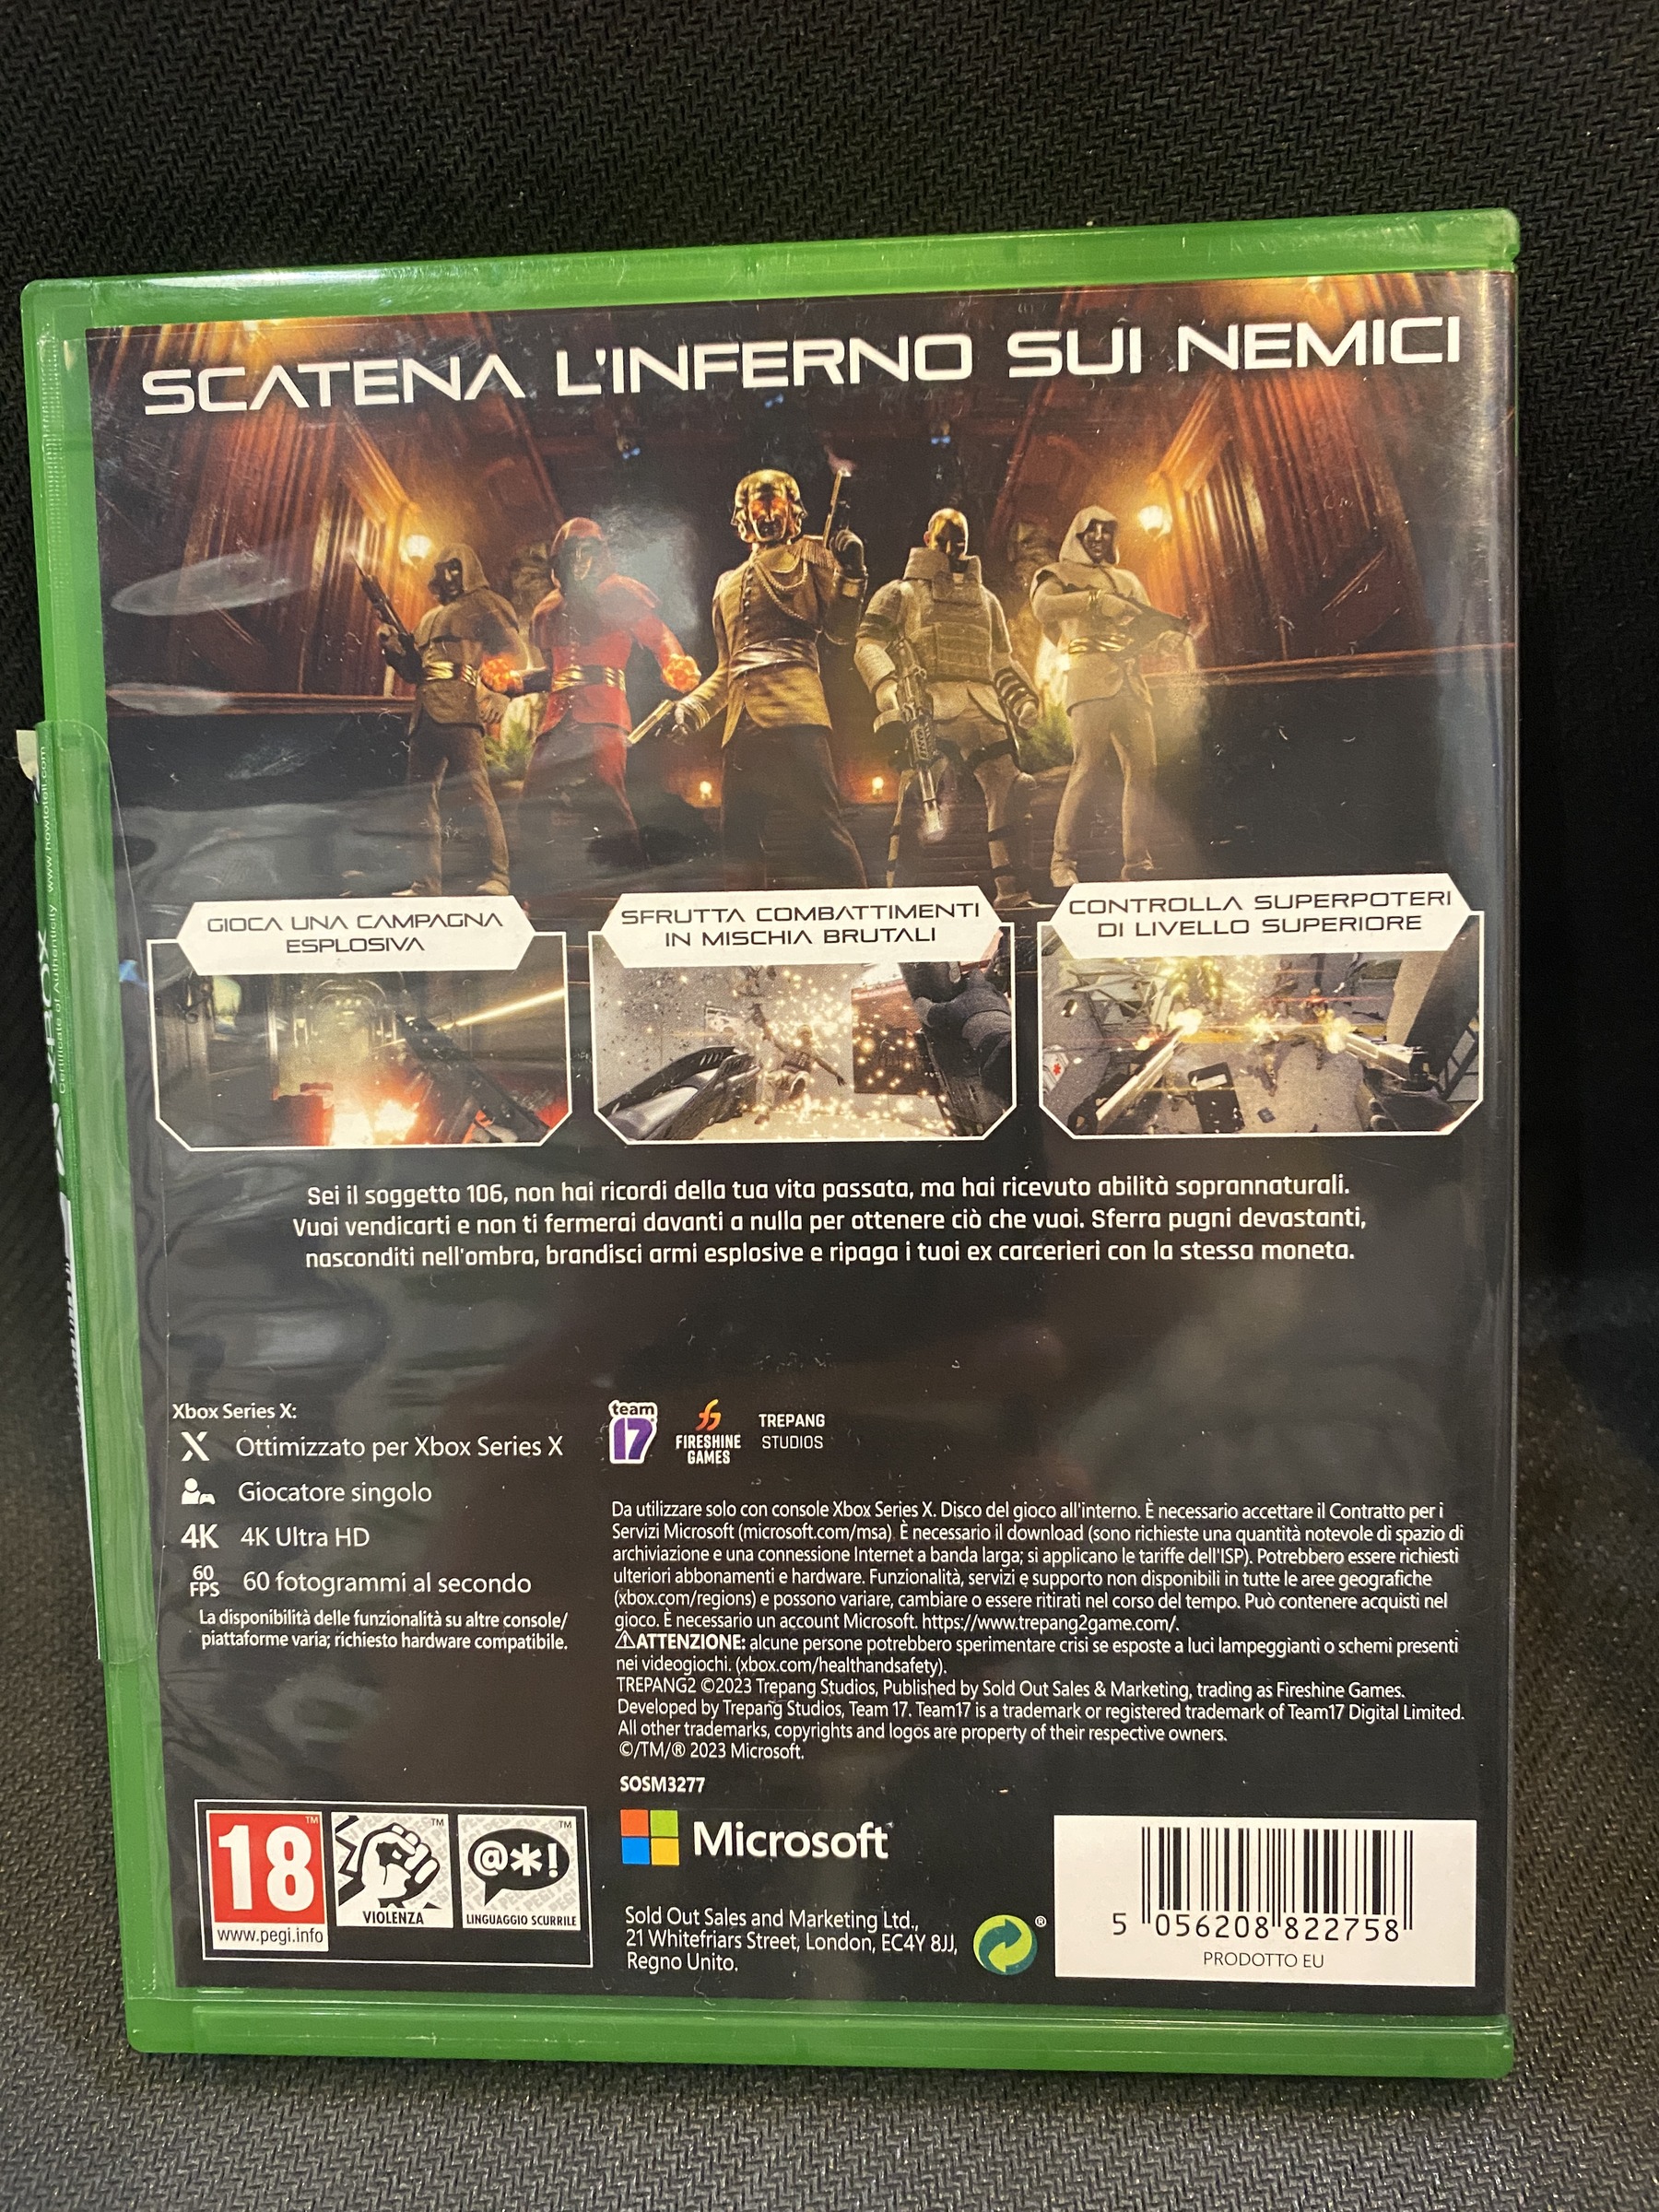 SCATENA L'INFERNO SUI NEMICI
GIOCA UNA CAMPAGNA
ESPLOSIVA
SFRUTTA COMBATTIMENTI
IN MISCHIA BRUTALI
CONTROLLA SUPERPOTERI
DI LIVELLO SUPERIORE
Sei il soggetto 106, non hai ricordi della tua vita passata, ma hai ricevuto abilità soprannaturali.
Vuoi vendicarti e non ti fermerai davanti a nulla per ottenere ciò che vuoi. Sferra pugni devastanti,
nasconditi nell'ombra, brandisci armi esplosive e ripaga i tuoi ex carcerieri con la stessa moneta.
Xbox Series X:
Ottimizzato per Xbox Series X
Giocatore singolo
4K 4K Ultra HD
60
FPS 60 fotogrammi al secondo
La disponibilità delle funzionalità su altre console/
piattaforme varia; richiesto hardware compatibile.
team
17
FIRESHINE
GAMES
TREPANG
STUDIOS
Da utilizzare solo con console Xbox Series X. Disco del gioco all'interno. È necessario accettare il Contratto per i
Servizi Microsoft (microsoft.com/msa). È necessario il download (sono richieste una quantità notevole di spazio di
archiviazione e una connessione Internet a banda larga; si applicano le tariffe dell'ISP). Potrebbero essere richiesti
ulteriori abbonamenti e hardware. Funzionalità, servizi e supporto non disponibili in tutte le aree geografiche
(xbox.com/regions) e possono variare, cambiare o essere ritirati nel corso del tempo. Può contenere acquisti nel
gioco. È necessario un account Microsoft. https://www.trepang2game.com/.
⚠ATTENZIONE: alcune persone potrebbero sperimentare crisi se esposte a luci lampeggianti o schemi presenti
nei videogiochi. (xbox.com/healthandsafety).
TREPANG2 ©2023 Trepang Studios, Published by Sold Out Sales & Marketing, trading as Fireshine Games.
Developed by Trepang Studios, Team 17. Team17 is a trademark or registered trademark of Team17 Digital Limited.
All other trademarks, copyrights and logos are property of their respective owners.
©/TM/® 2023 Microsoft.
SOSM3277
18™
www.pegi.info
™
VIOLENZA
@*!™
LINGUAGGIO SCURRILE
Microsoft
Sold Out Sales and Marketing Ltd.,
21 Whitefriars Street, London, EC4Y 8JJ,
Regno Unito.
®
5 056208 822758
PRODOTTO EU
XBOX
Certificate of Authenticity www.howtotell.com